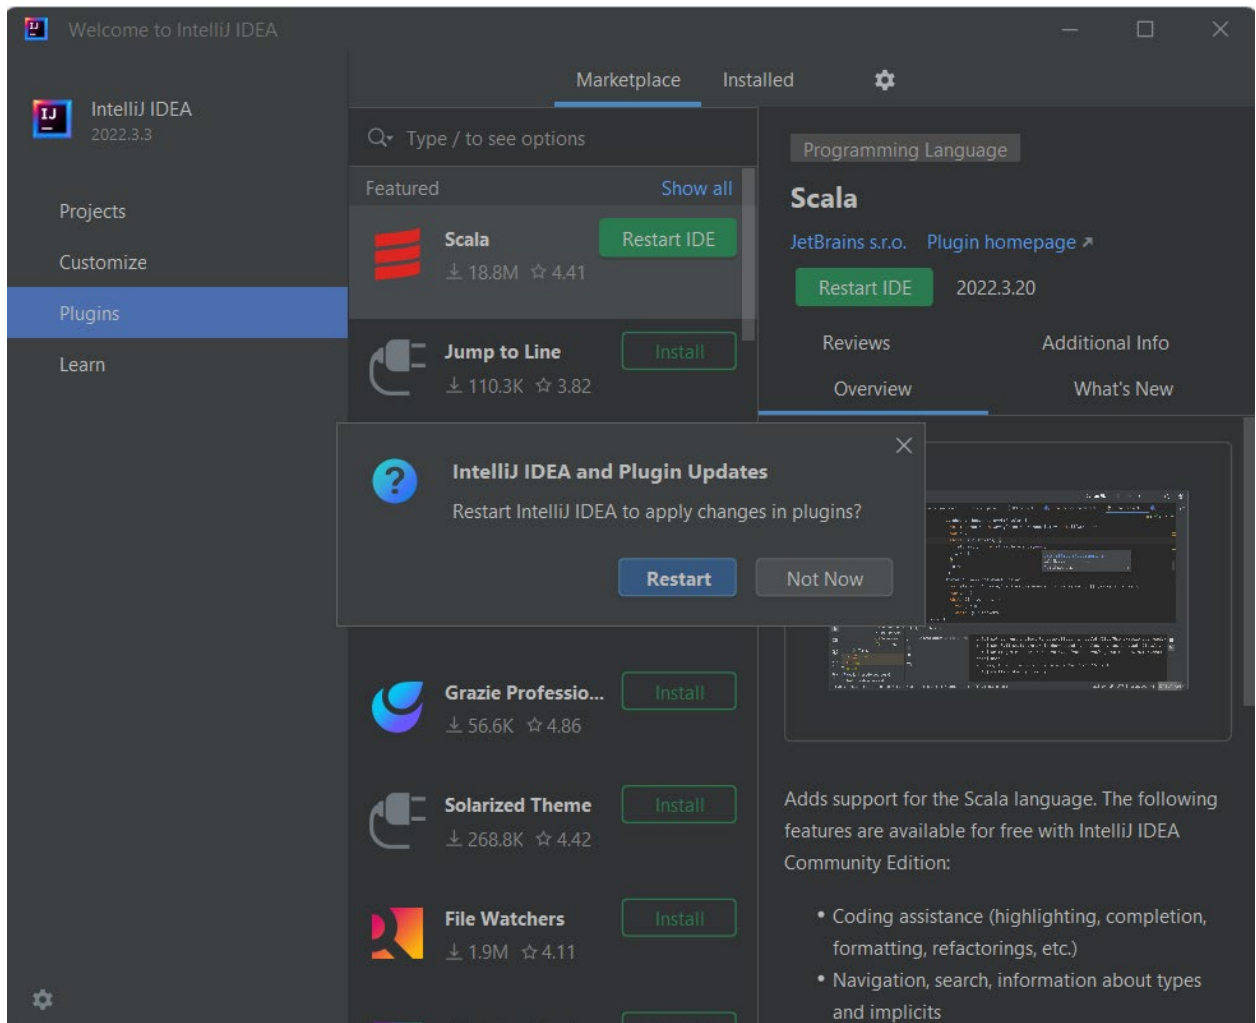 Welcome to IntelliJ IDEA
IntelliJ IDEA
2022.3.3
Projects
Customize
Plugins
Learn
Marketplace
Installed
Type / to see options
Featured
Show all
Scala
18.8M
4.41
Restart IDE
Jump to Line
110.3K
3.82
Install
IntelliJ IDEA and Plugin Updates
Restart IntelliJ IDEA to apply changes in plugins?
Restart
Not Now
Grazie Professio...
56.6K
4.86
Install
Solarized Theme
268.8K
4.42
Install
File Watchers
1.9M
4.11
Install
Programming Language
Scala
JetBrains s.r.o.
Plugin homepage
Restart IDE
2022.3.20
Reviews
Additional Info
Overview
What's New
Adds support for the Scala language. The following
features are available for free with IntelliJ IDEA
Community Edition:
• Coding assistance (highlighting, completion,
formatting, refactorings, etc.)
• Navigation, search, information about types
and implicits